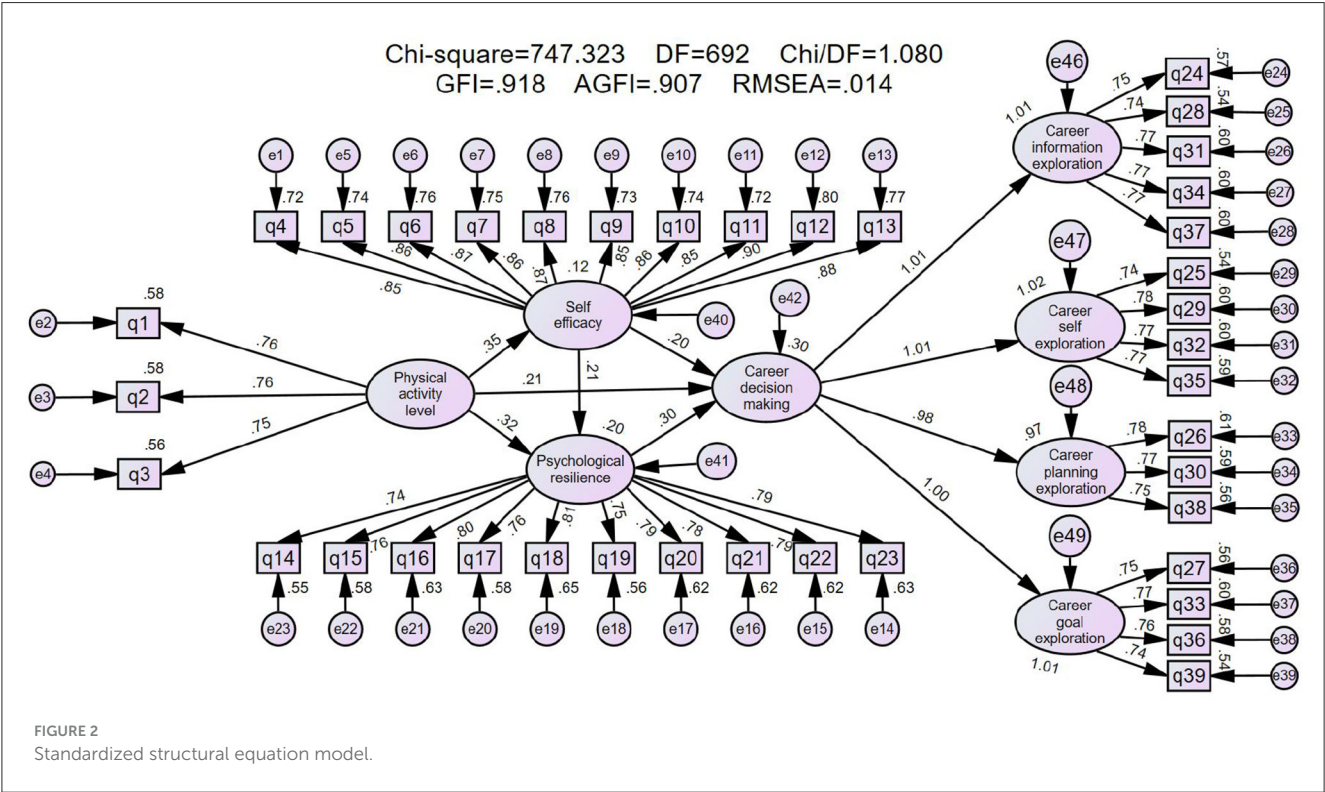 Chi-square=747.323 DF=692 Chi/DF=1.080
GFI=.918 AGFI=.907 RMSEA=.014
e1 e5 e6 e7 e8 e9 e10 e11 e12 e13
.72 .74 .76 .75 .76 .73 .74 .72 .80 .77
q4 q5 q6 q7 q8 q9 q10 q11 q12 q13
.85 .86 .87 .86 .87 .85 .86 .85 .90 .88
.12
Self
efficacy
e40
e42
.58
e2 q1 .76
.58
e3 q2 .76
.56
e4 q3 .75
Physical
activity
level
.35
.21
.32
.21
.20
.30
Career
decision
making
.30
.20
Psychological
resilience
e41
.74 .76 .80 .76 .81 .75 .79 .78 .79 .79
q14 q15 q16 q17 q18 q19 q20 q21 q22 q23
.55 .58 .63 .58 .65 .56 .62 .62 .62 .63
e23 e22 e21 e20 e19 e18 e17 e16 e15 e14
1.01
1.01
.98
1.00
e46
1.01
Career
information
exploration
.75 q24 .57 e24
.74 q28 .54 e25
.77 q31 .60 e26
.77 q34 .60 e27
.77 q37 .60 e28
e47
1.02
Career
self
exploration
.74 q25 .54 e29
.78 q29 .60 e30
.77 q32 .60 e31
.77 q35 .59 e32
e48
.97
Career
planning
exploration
.78 q26 .61 e33
.77 q30 .59 e34
.75 q38 .56 e35
e49
Career
goal
exploration
1.01
.75 q27 .56 e36
.77 q33 .60 e37
.76 q36 .58 e38
.74 q39 .54 e39
FIGURE 2
Standardized structural equation model.